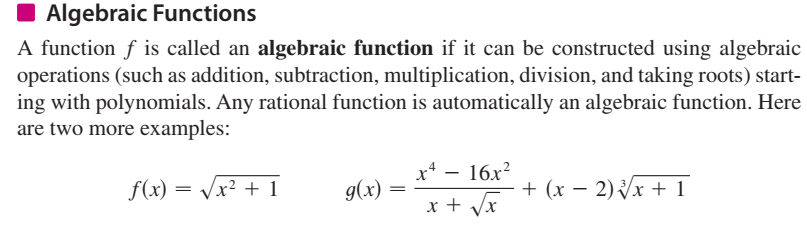 Algebraic Functions
A function f is called an algebraic function if it can be constructed using algebraic
operations (such as addition, subtraction, multiplication, division, and taking roots) start-
ing with polynomials. Any rational function is automatically an algebraic function. Here
are two more examples:
f(x) = √(x² + 1)    g(x) = (x⁴ − 16x²)/(x + √x) + (x − 2)∛(x + 1)